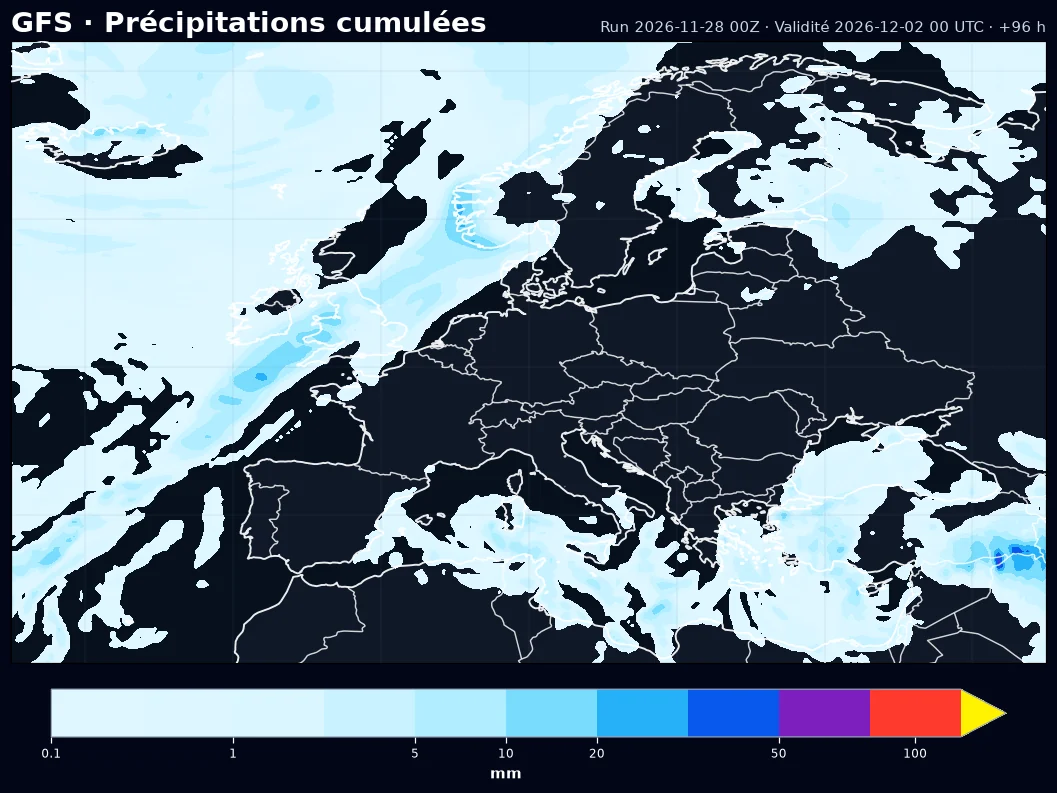 GFS · Précipitations cumulées
Run 2026-11-28 00Z · Validité 2026-12-02 00 UTC · +96 h
0.1 1 5 10 20 50 100
mm